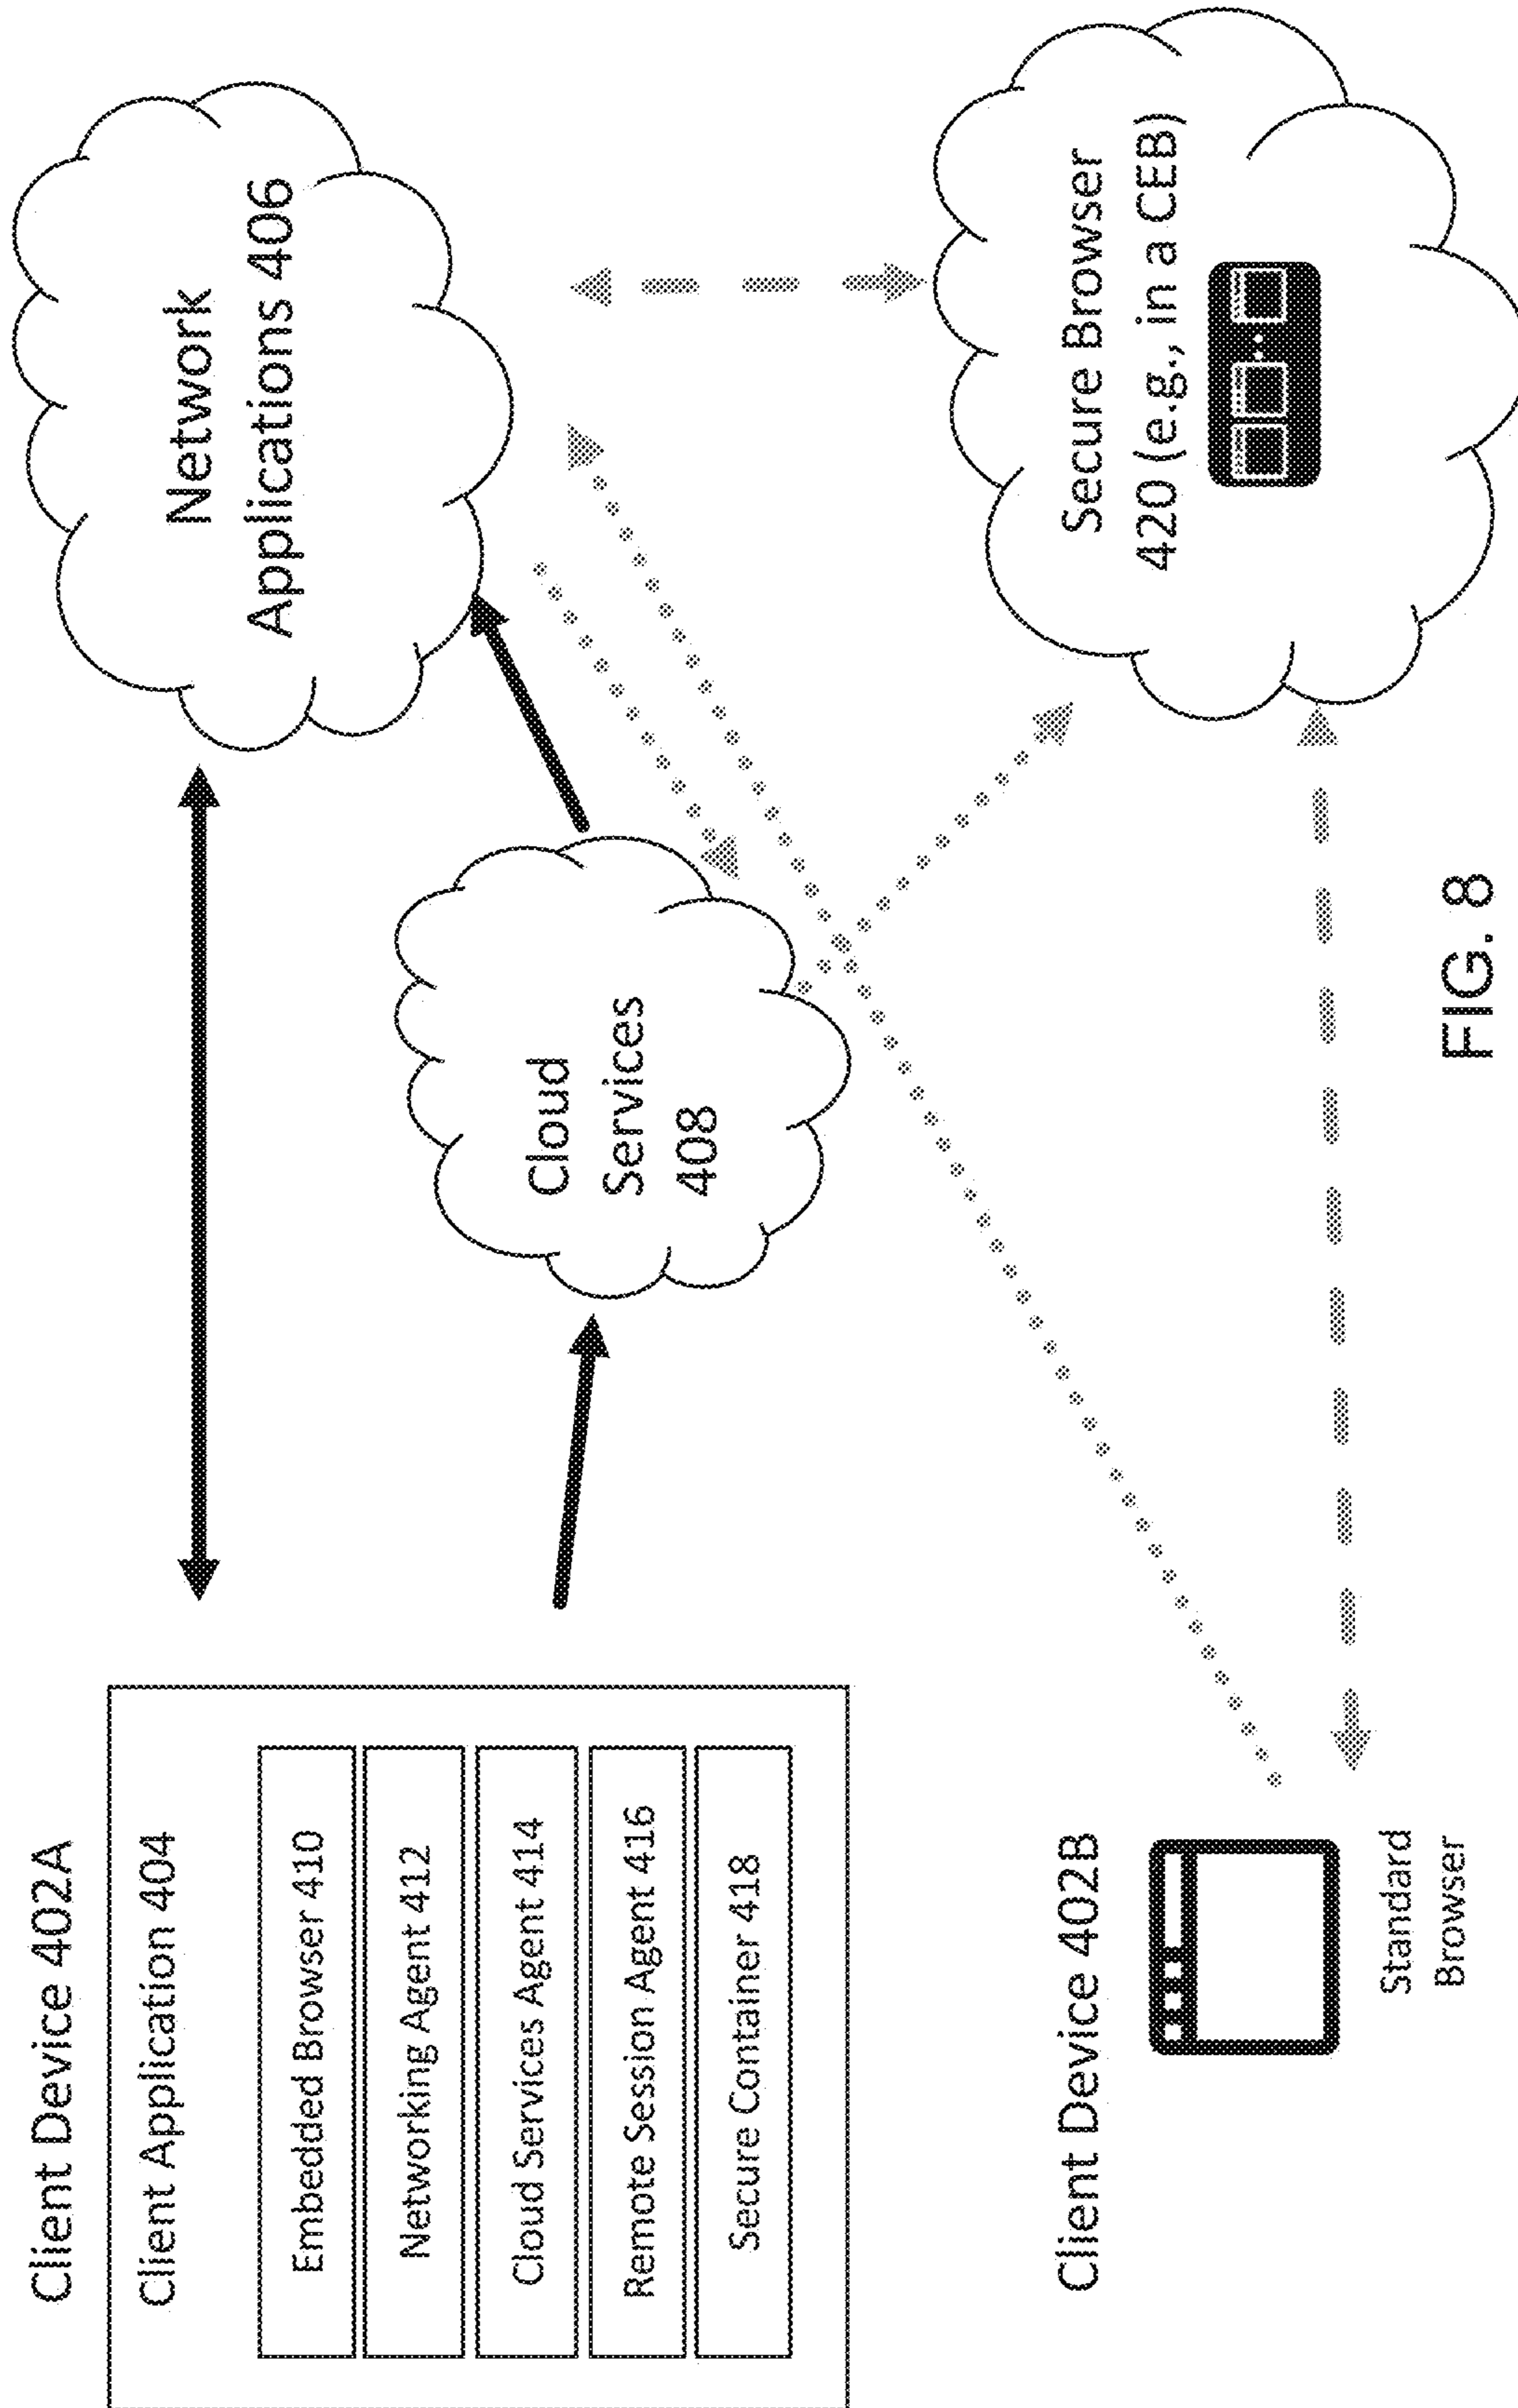 Client Device 402A
Client Application 404
Embedded Browser 410
Networking Agent 412
Cloud Services Agent 414
Remote Session Agent 416
Secure Container 418
Network
Applications 406
Cloud
Services
408
Client Device 402B
Standard
Browser
Secure Browser
420 (e.g., in a CEB)
FIG. 8